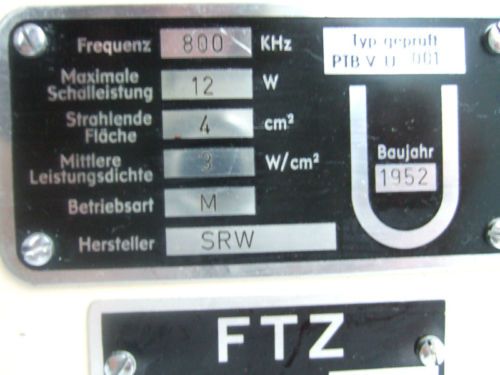 Frequenz 800 KHz
Maximale
Schalleistung 12 W
Strahlende
Fläche 4 cm²
Mittlere
Leistungsdichte 3 W/cm²
Betriebsart M
Hersteller SRW
Typ geprüft
PTB V U 001
Baujahr
1952
FTZ